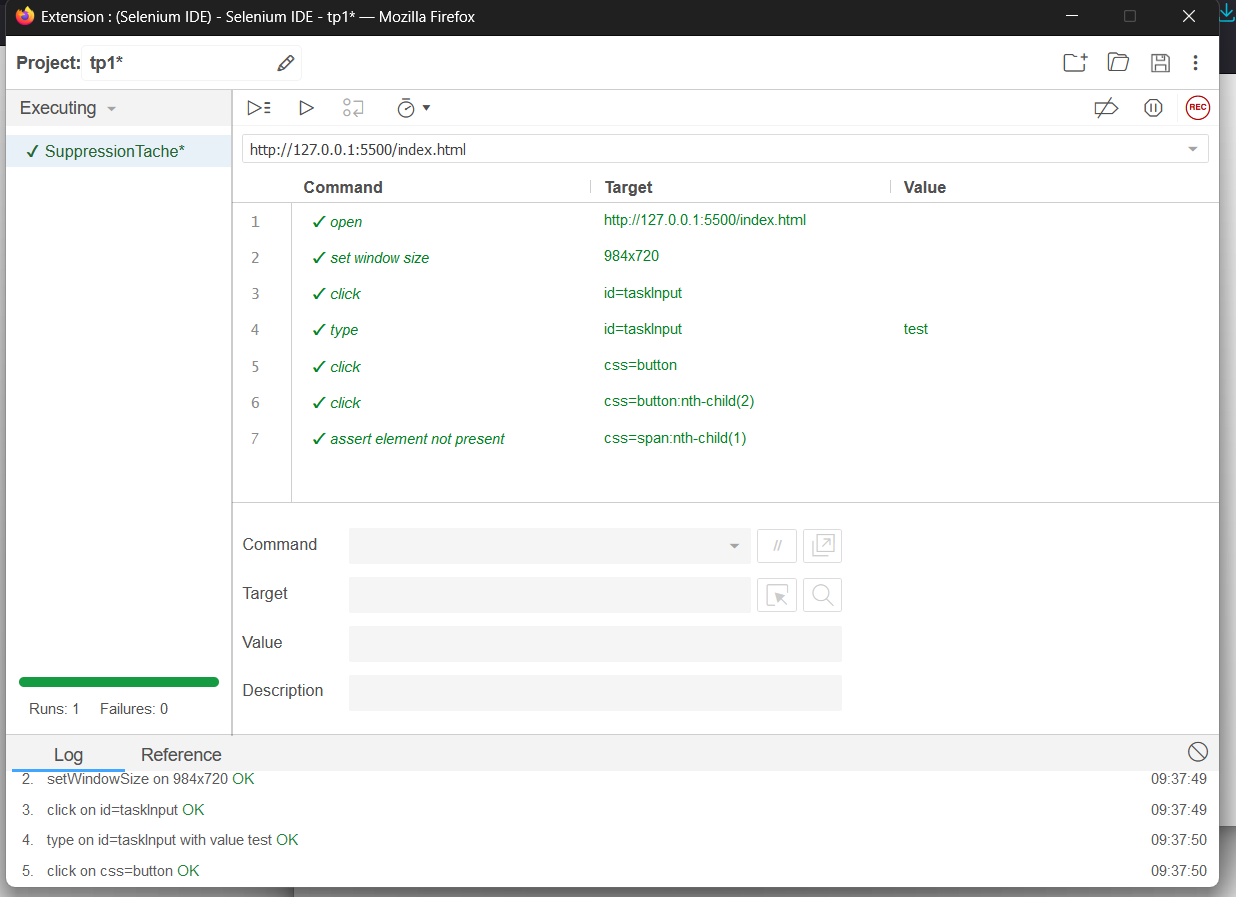 Extension : (Selenium IDE) - Selenium IDE - tp1* — Mozilla Firefox
Project: tp1*
Executing
REC
SuppressionTache*
http://127.0.0.1:5500/index.html
Command Target Value
1 open http://127.0.0.1:5500/index.html
2 set window size 984x720
3 click id=taskInput
4 type id=taskInput test
5 click css=button
6 click css=button:nth-child(2)
7 assert element not present css=span:nth-child(1)
Command
//
Target
Value
Description
Runs: 1 Failures: 0
Log Reference
2. setWindowSize on 984x720 OK 09:37:49
3. click on id=taskInput OK 09:37:49
4. type on id=taskInput with value test OK 09:37:50
5. click on css=button OK 09:37:50